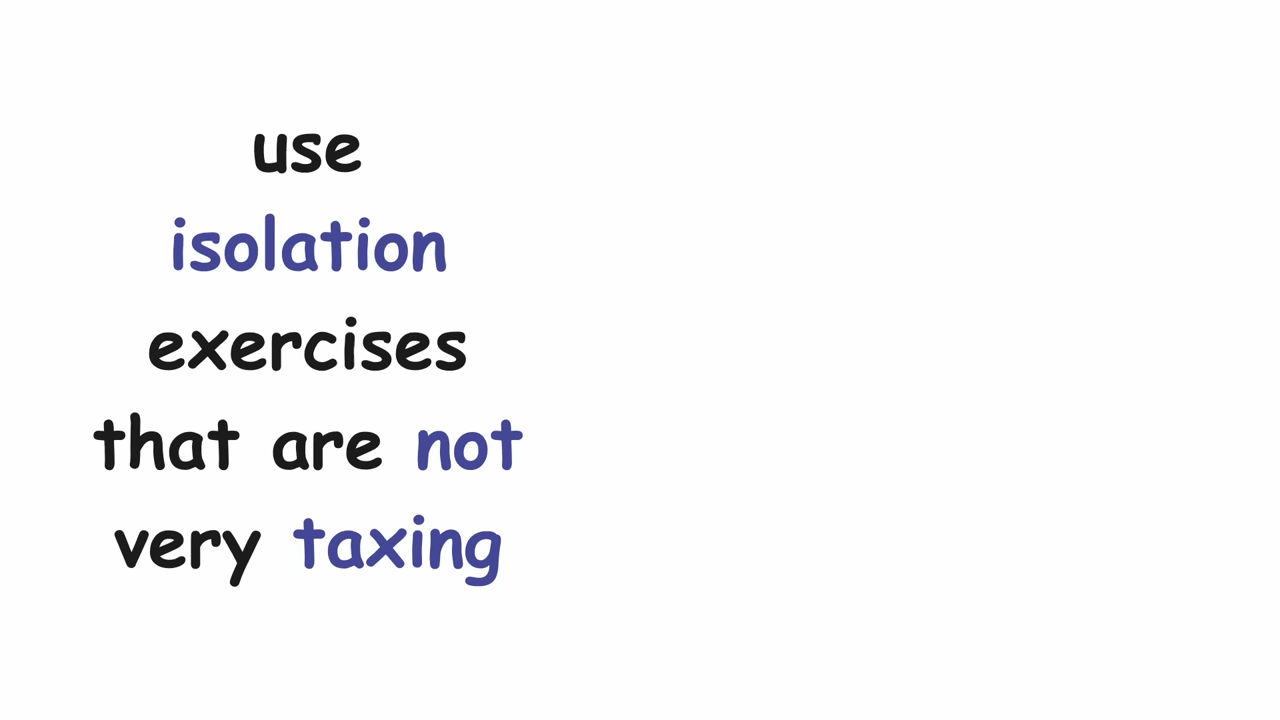 use
isolation
exercises
that are not
very taxing